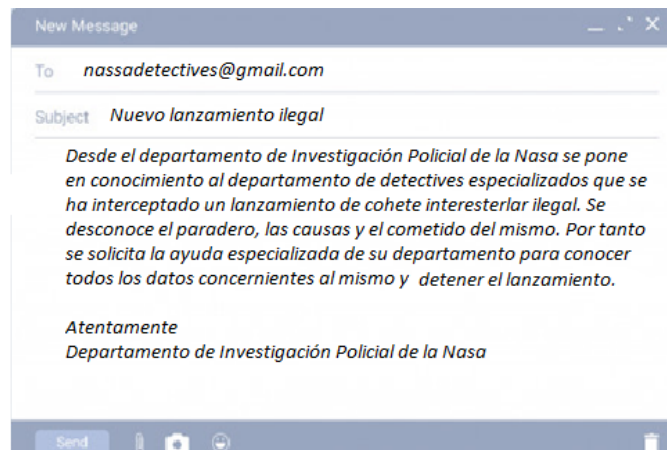 New Message
To nassadetectives@gmail.com
Subject Nuevo lanzamiento ilegal
Desde el departamento de Investigación Policial de la Nasa se pone
en conocimiento al departamento de detectives especializados que se
ha interceptado un lanzamiento de cohete interesterlar ilegal. Se
desconoce el paradero, las causas y el cometido del mismo. Por tanto
se solicita la ayuda especializada de su departamento para conocer
todos los datos concernientes al mismo y detener el lanzamiento.
Atentamente
Departamento de Investigación Policial de la Nasa
Send